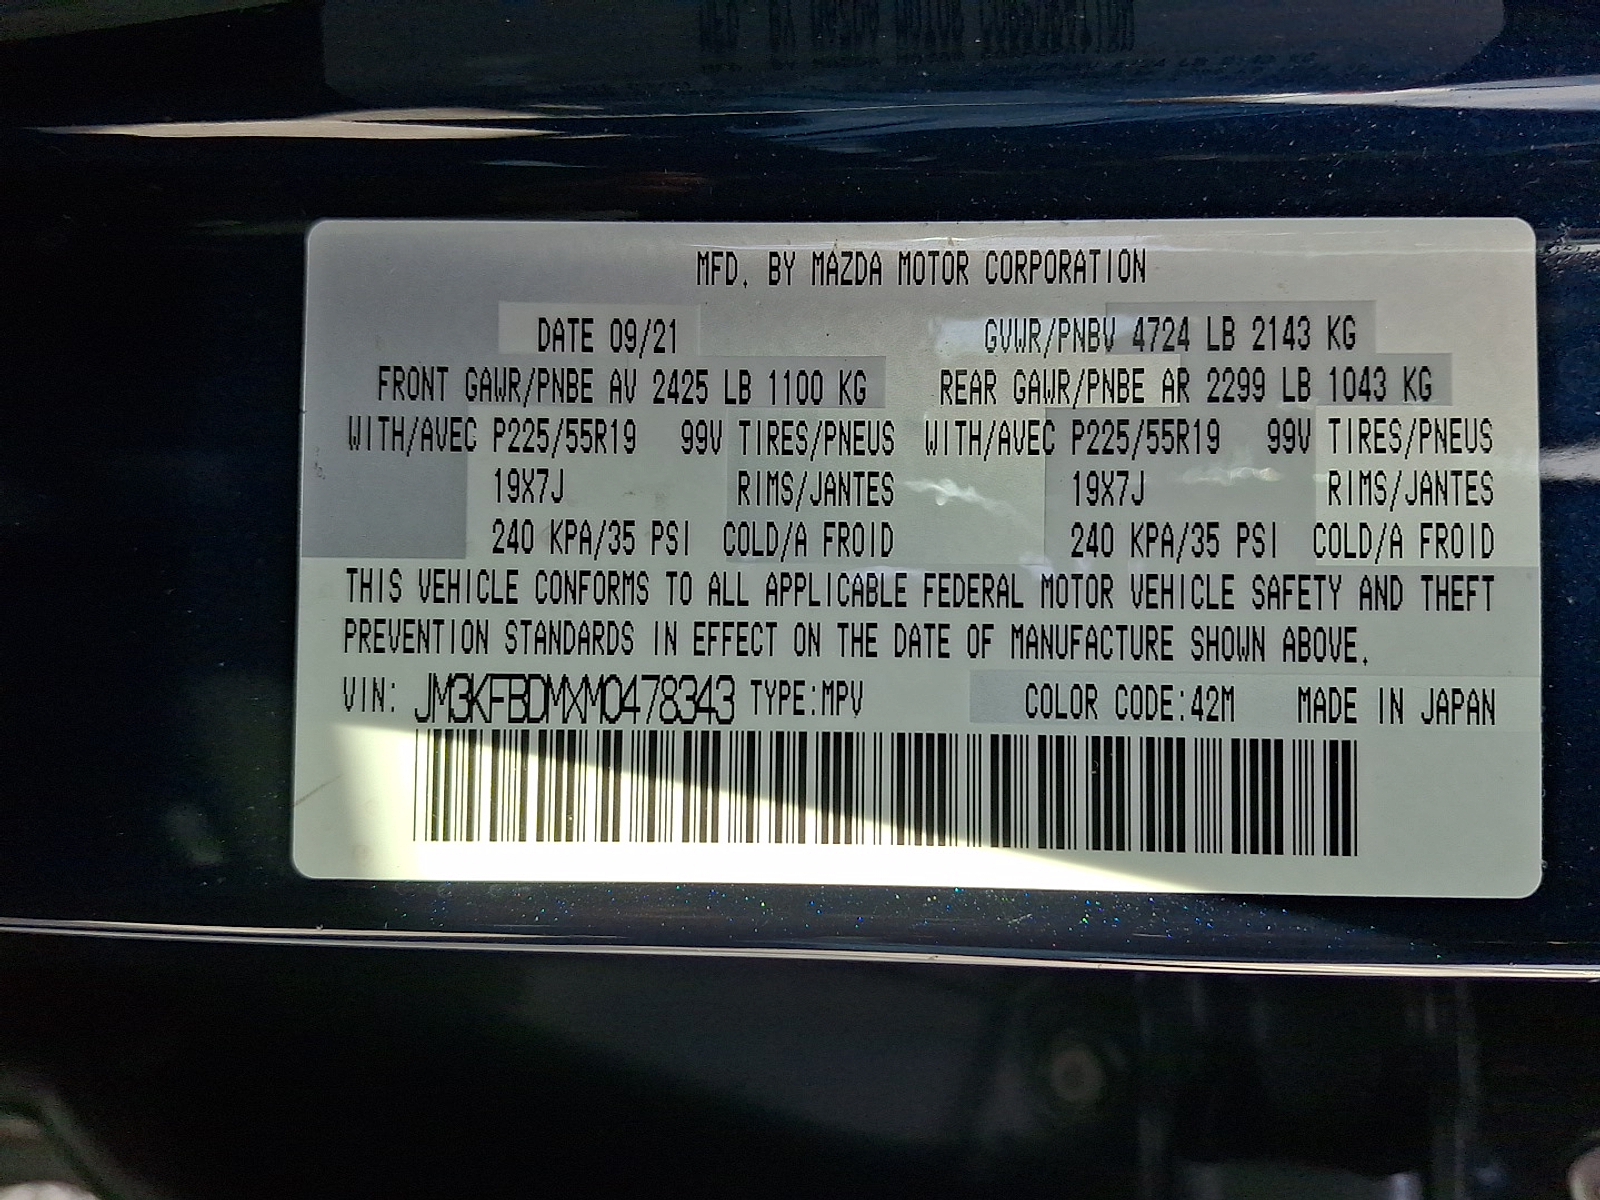 MFD. BY MAZDA MOTOR CORPORATION
DATE 09/21 GVWR/PNBV 4724 LB 2143 KG
FRONT GAWR/PNBE AV 2425 LB 1100 KG REAR GAWR/PNBE AR 2299 LB 1043 KG
WITH/AVEC P225/55R19 99V TIRES/PNEUS WITH/AVEC P225/55R19 99V TIRES/PNEUS
19X7J RIMS/JANTES 19X7J RIMS/JANTES
240 KPA/35 PSI COLD/A FROID 240 KPA/35 PSI COLD/A FROID
THIS VEHICLE CONFORMS TO ALL APPLICABLE FEDERAL MOTOR VEHICLE SAFETY AND THEFT
PREVENTION STANDARDS IN EFFECT ON THE DATE OF MANUFACTURE SHOWN ABOVE.
VIN: JM3KFBDMXM0478343 TYPE:MPV COLOR CODE:42M MADE IN JAPAN